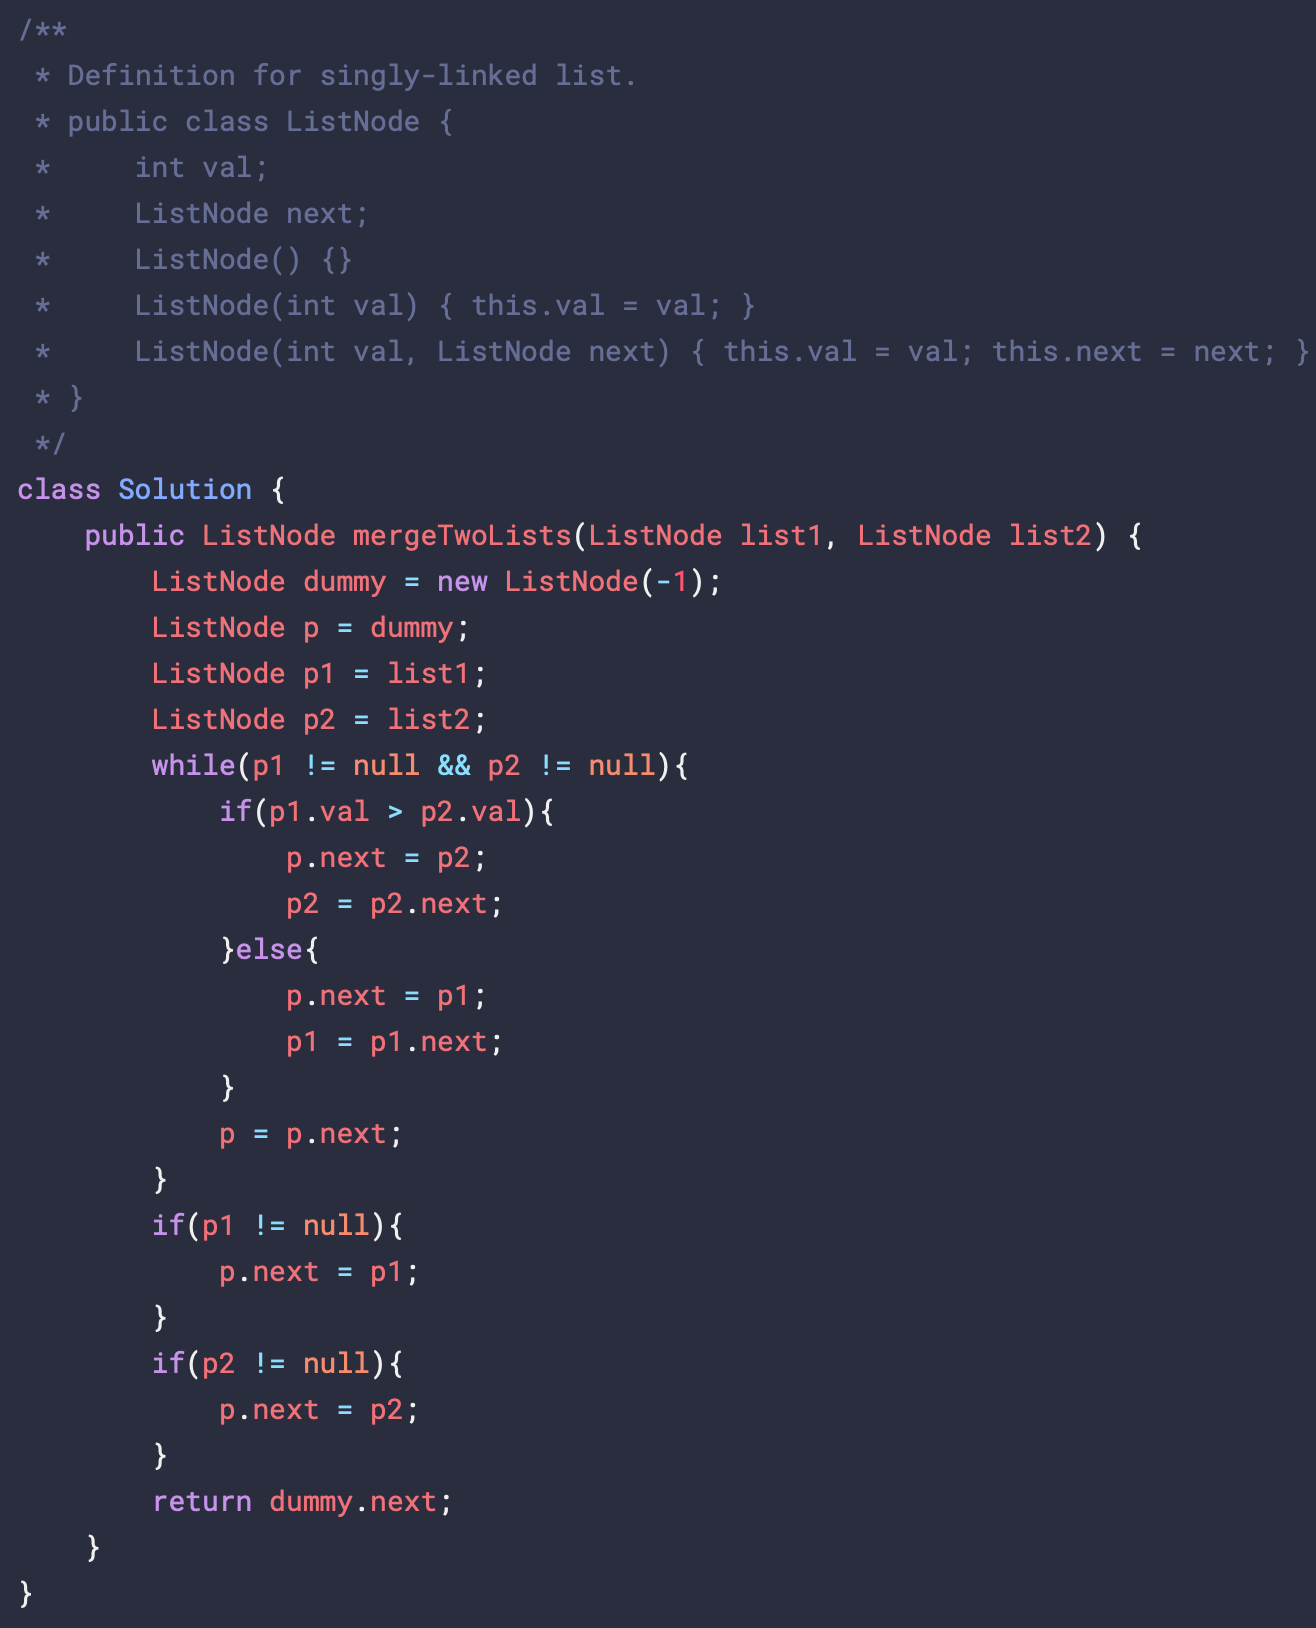 /**
 * Definition for singly-linked list.
 * public class ListNode {
 *     int val;
 *     ListNode next;
 *     ListNode() {}
 *     ListNode(int val) { this.val = val; }
 *     ListNode(int val, ListNode next) { this.val = val; this.next = next; }
 * }
 */
class Solution {
    public ListNode mergeTwoLists(ListNode list1, ListNode list2) {
        ListNode dummy = new ListNode(-1);
        ListNode p = dummy;
        ListNode p1 = list1;
        ListNode p2 = list2;
        while(p1 != null && p2 != null){
            if(p1.val > p2.val){
                p.next = p2;
                p2 = p2.next;
            }else{
                p.next = p1;
                p1 = p1.next;
            }
            p = p.next;
        }
        if(p1 != null){
            p.next = p1;
        }
        if(p2 != null){
            p.next = p2;
        }
        return dummy.next;
    }
}